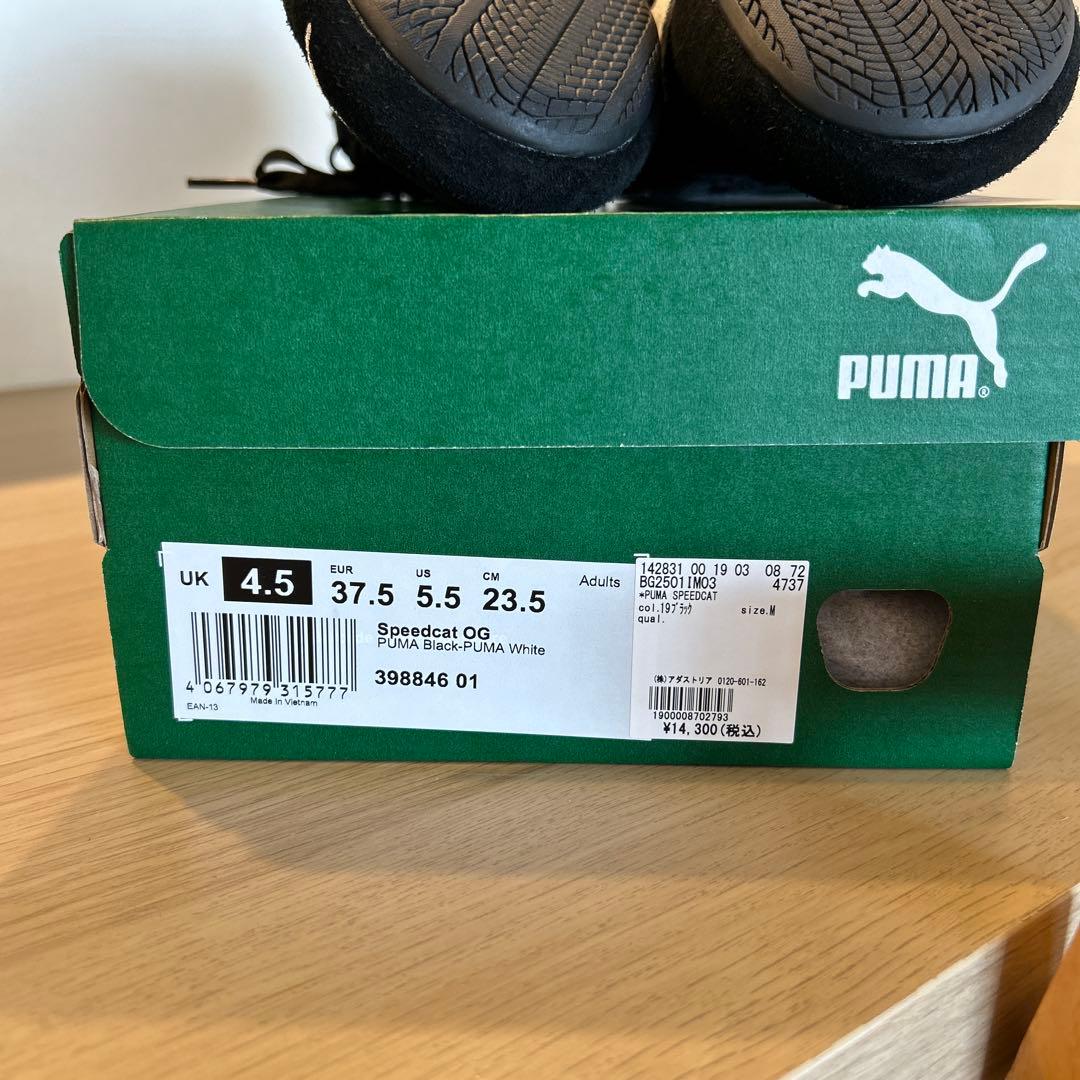 PUMA®
UK 4.5 EUR 37.5 US 5.5 CM 23.5 Adults
Speedcat OG
PUMA Black-PUMA White
398846 01
4 067979 315777
EAN-13
Made in Vietnam
142831 00 19 03 08 72
BG2501IM03 4737
*PUMA SPEEDCAT
col.19ﾌﾞﾗｯｸ size.M
qual.
(株)アダストリア 0120-601-162
1900008702793
¥14,300(税込)